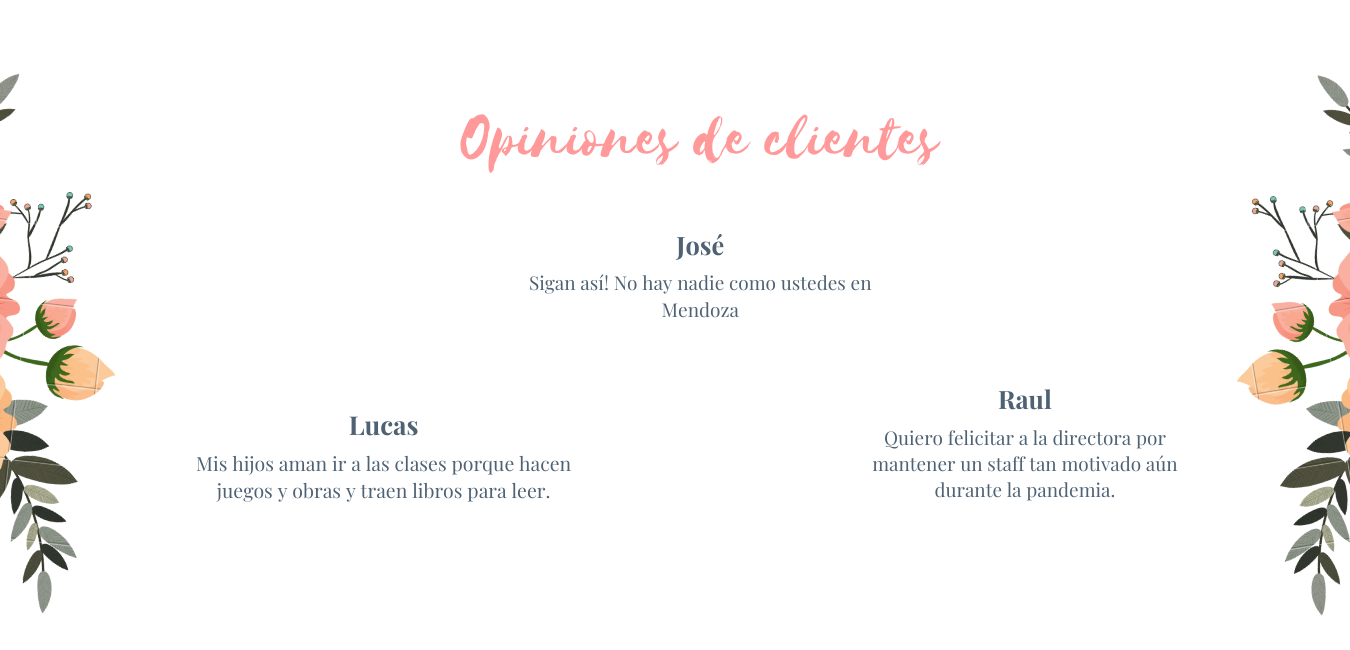 Opiniones de clientes
José
Sigan así! No hay nadie como ustedes en
Mendoza
Lucas
Mis hijos aman ir a las clases porque hacen
juegos y obras y traen libros para leer.
Raul
Quiero felicitar a la directora por
mantener un staff tan motivado aún
durante la pandemia.